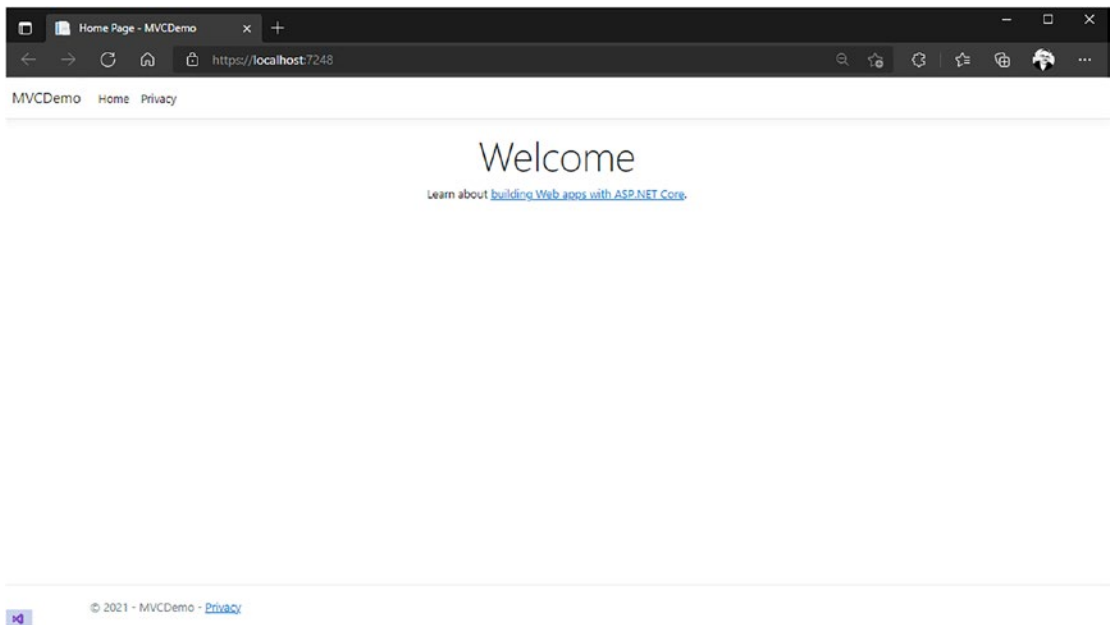 Home Page - MVCDemo
https://localhost:7248
MVCDemo Home Privacy
Welcome
Learn about building Web apps with ASP.NET Core.
© 2021 - MVCDemo - Privacy